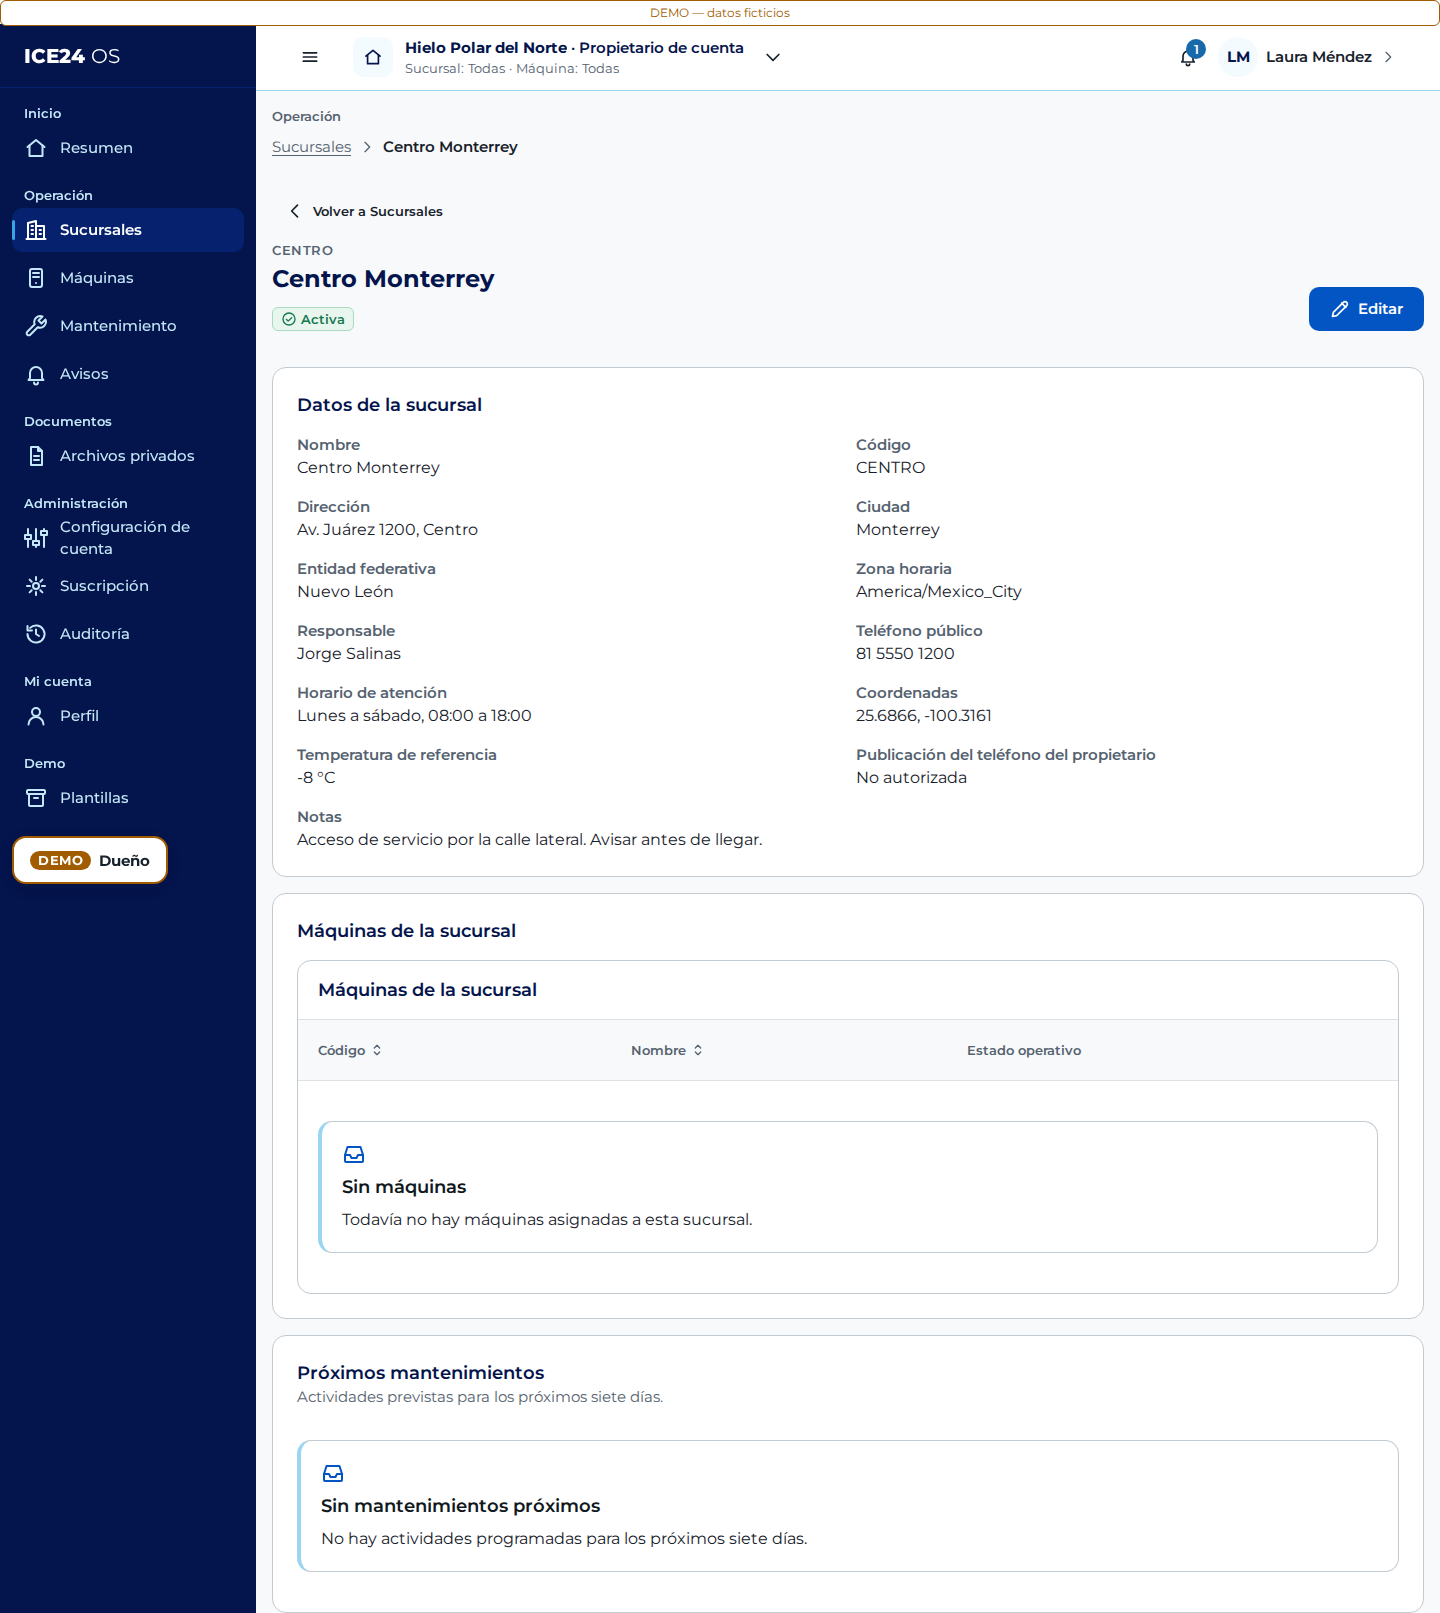 DEMO — datos ficticios
ICE24 OS
Inicio
Resumen
Operación
Sucursales
Máquinas
Mantenimiento
Avisos
Documentos
Archivos privados
Administración
Configuración de
cuenta
Suscripción
Auditoría
Mi cuenta
Perfil
Demo
Plantillas
DEMO Dueño
Hielo Polar del Norte · Propietario de cuenta
Sucursal: Todas · Máquina: Todas
1
LM Laura Méndez
Operación
Sucursales > Centro Monterrey
Volver a Sucursales
CENTRO
Centro Monterrey
Activa
Editar
Datos de la sucursal
Nombre
Centro Monterrey
Código
CENTRO
Dirección
Av. Juárez 1200, Centro
Ciudad
Monterrey
Entidad federativa
Nuevo León
Zona horaria
America/Mexico_City
Responsable
Jorge Salinas
Teléfono público
81 5550 1200
Horario de atención
Lunes a sábado, 08:00 a 18:00
Coordenadas
25.6866, -100.3161
Temperatura de referencia
-8 °C
Publicación del teléfono del propietario
No autorizada
Notas
Acceso de servicio por la calle lateral. Avisar antes de llegar.
Máquinas de la sucursal
Máquinas de la sucursal
Código Nombre Estado operativo
Sin máquinas
Todavía no hay máquinas asignadas a esta sucursal.
Próximos mantenimientos
Actividades previstas para los próximos siete días.
Sin mantenimientos próximos
No hay actividades programadas para los próximos siete días.